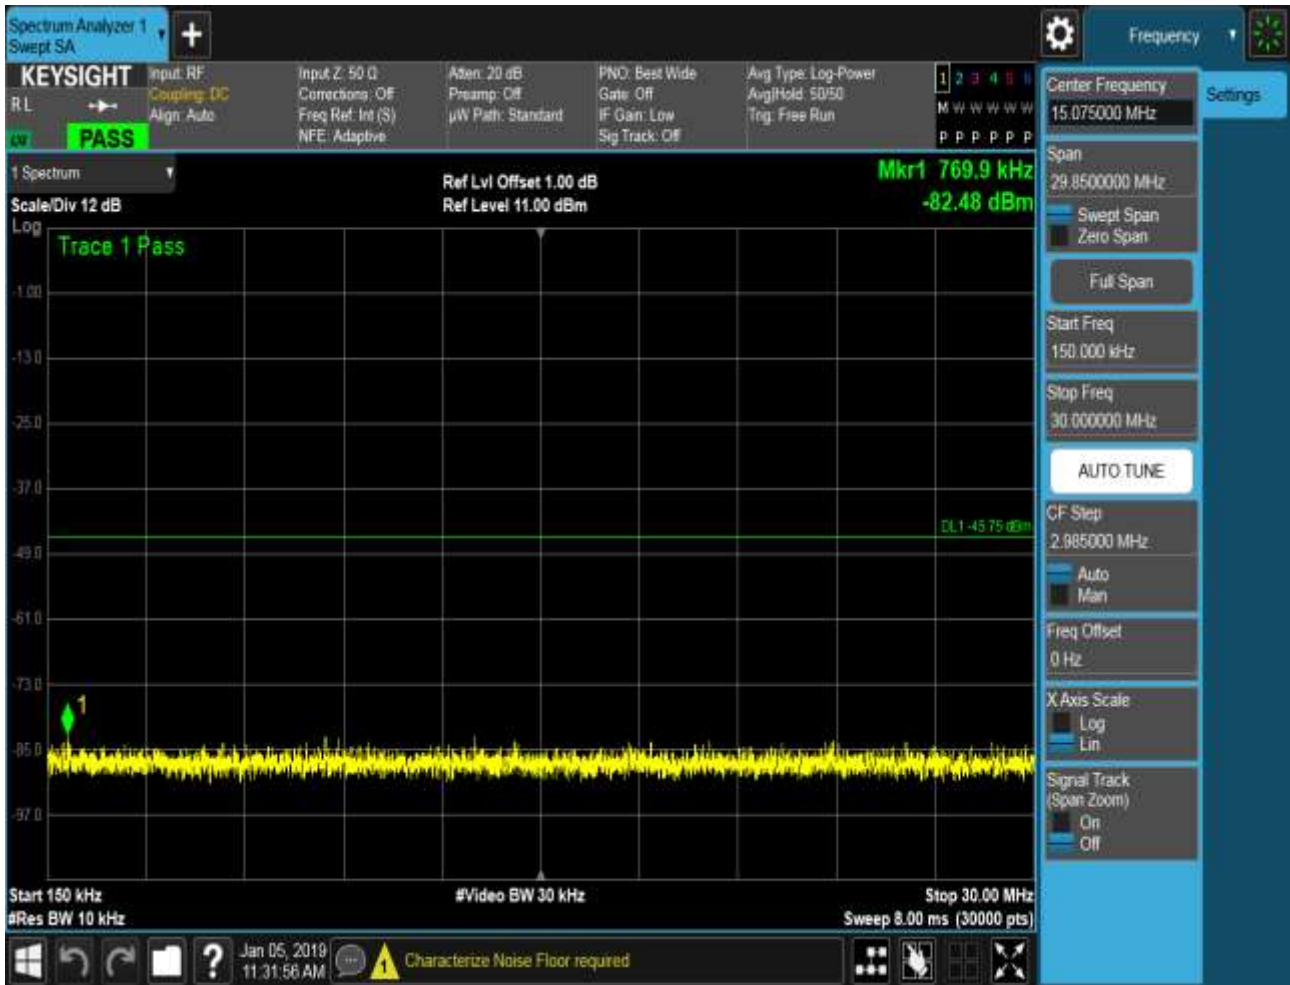 Spectrum Analyzer 1
Swept SA
Frequency
KEYSIGHT
RL
PASS
Input: RF
Coupling: DC
Align: Auto
Input Z: 50 Ω
Corrections: Off
Freq Ref: Int (S)
NFE: Adaptive
Atten: 20 dB
Preamp: Off
µW Path: Standard
PNO: Best Wide
Gate: Off
IF Gain: Low
Sig Track: Off
Avg Type: Log-Power
Avg|Hold: 50/50
Trig: Free Run
1 2 3 4 5 6
M W W W W W
P P P P P P
Center Frequency
15.075000 MHz
Settings
Span
29.8500000 MHz
Swept Span
Zero Span
Full Span
Start Freq
150.000 kHz
Stop Freq
30.000000 MHz
AUTO TUNE
CF Step
2.985000 MHz
Auto
Man
Freq Offset
0 Hz
X Axis Scale
Log
Lin
Signal Track
(Span Zoom)
On
Off
1 Spectrum
Scale/Div 12 dB
Log
Ref Lvl Offset 1.00 dB
Ref Level 11.00 dBm
Mkr1 769.9 kHz
-82.48 dBm
Trace 1 Pass
-1.00
-13.0
-25.0
-37.0
DL1 -45.75 dBm
-49.0
-61.0
-73.0
1
-85.0
-97.0
Start 150 kHz
#Video BW 30 kHz
Stop 30.00 MHz
#Res BW 10 kHz
Sweep 8.00 ms (30000 pts)
?
Jan 05, 2019
11:31:56 AM
1
Characterize Noise Floor required